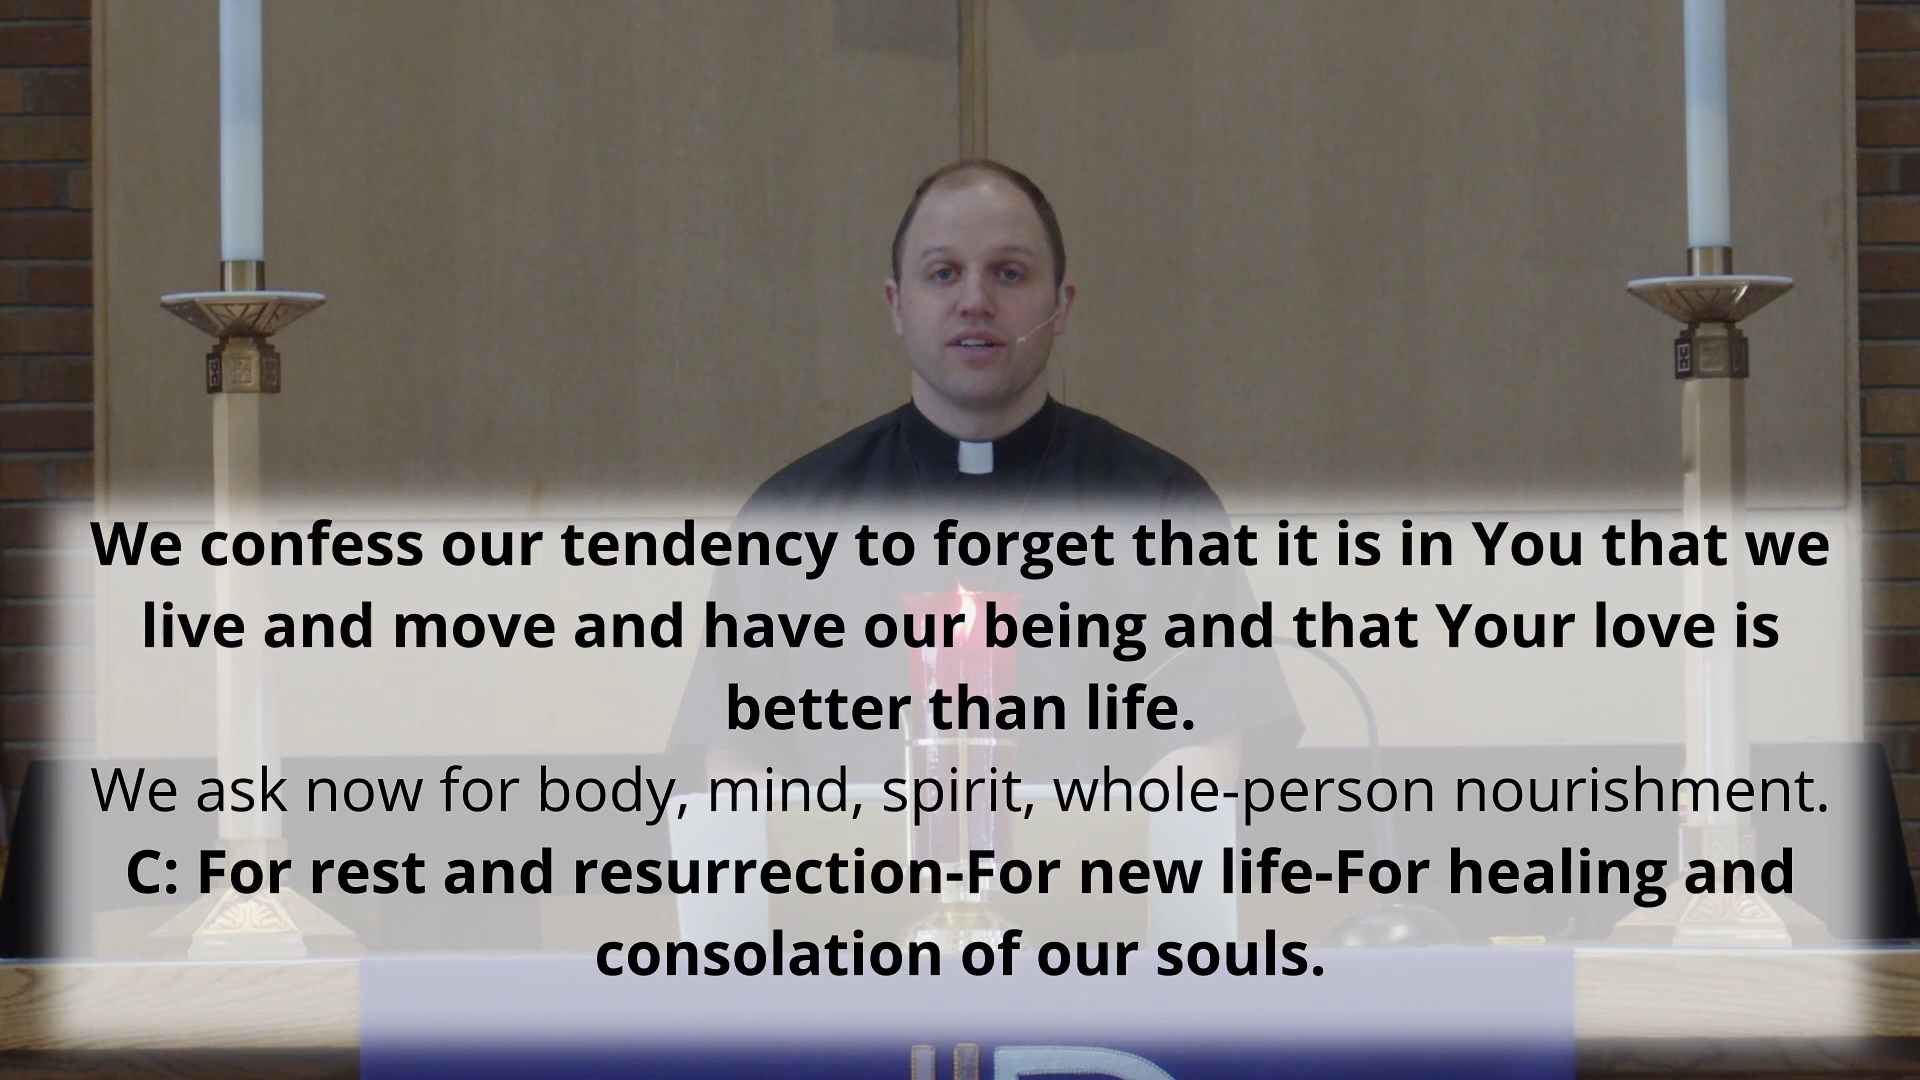 We confess our tendency to forget that it is in You that we
live and move and have our being and that Your love is
better than life.
We ask now for body, mind, spirit, whole-person nourishment.
C: For rest and resurrection-For new life-For healing and
consolation of our souls.